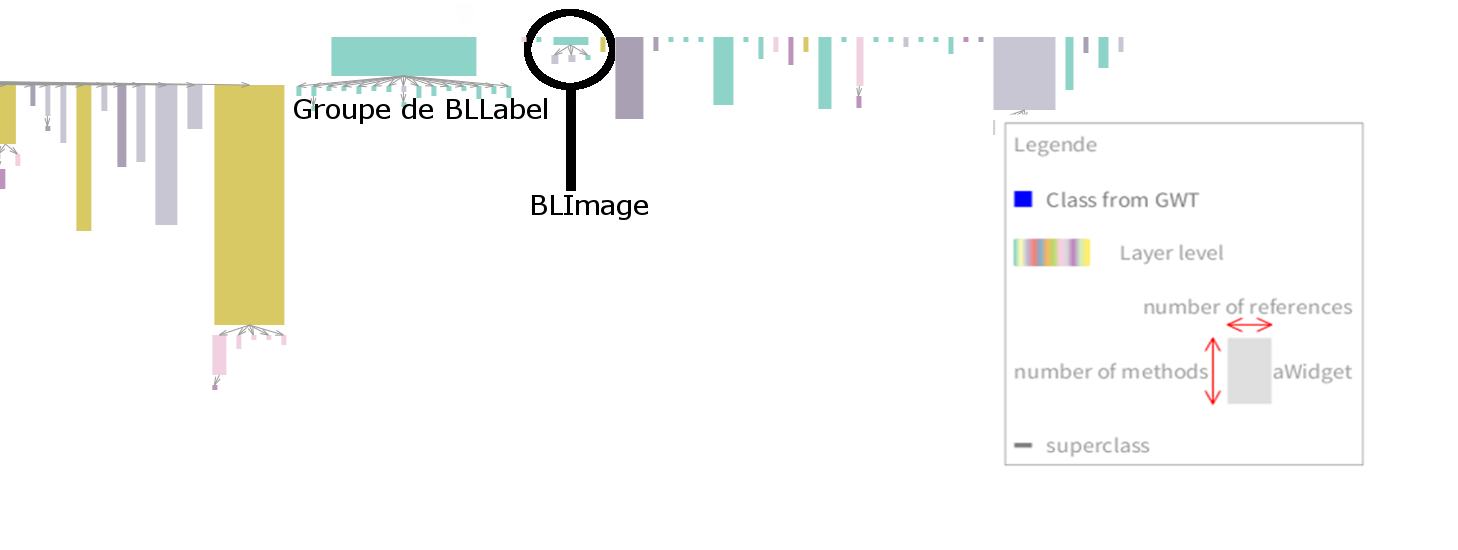 Groupe de BLLabel
BLImage
Legende
Class from GWT
Layer level
number of references
number of methods
aWidget
superclass